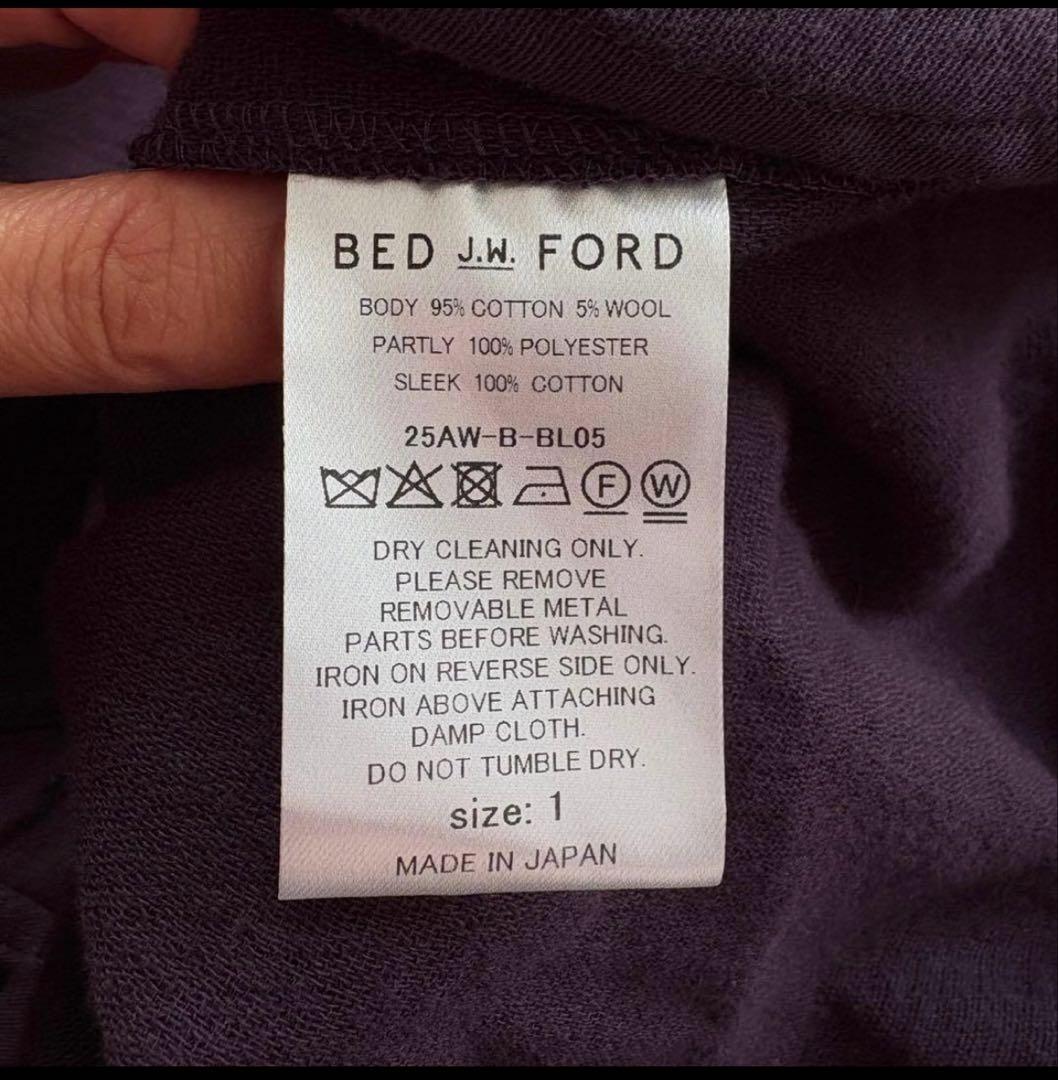 BED J.W. FORD
BODY 95% COTTON 5% WOOL
PARTLY 100% POLYESTER
SLEEK 100% COTTON
25AW-B-BL05
F W
DRY CLEANING ONLY.
PLEASE REMOVE
REMOVABLE METAL
PARTS BEFORE WASHING.
IRON ON REVERSE SIDE ONLY.
IRON ABOVE ATTACHING
DAMP CLOTH.
DO NOT TUMBLE DRY.
size: 1
MADE IN JAPAN